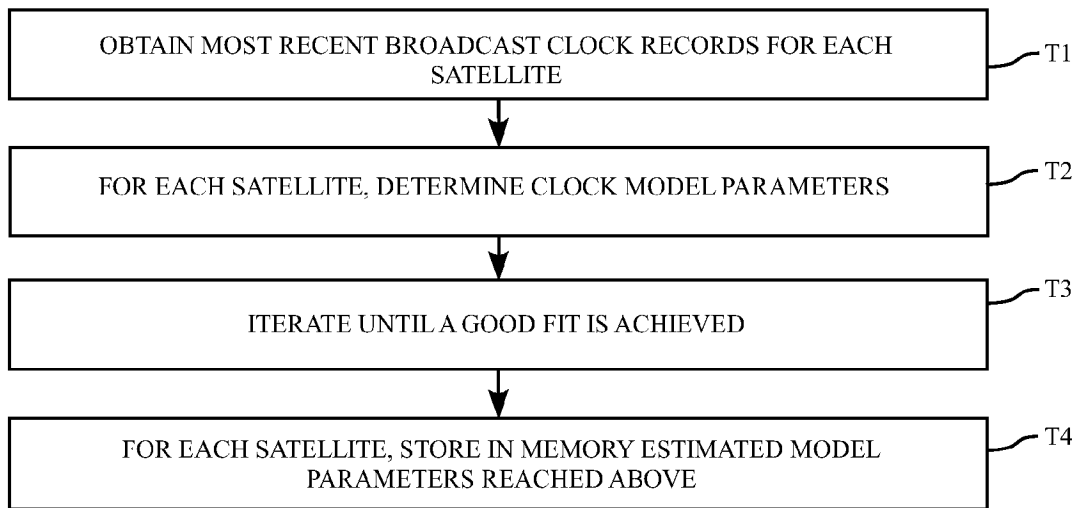 OBTAIN MOST RECENT BROADCAST CLOCK RECORDS FOR EACH
SATELLITE
T1
FOR EACH SATELLITE, DETERMINE CLOCK MODEL PARAMETERS
T2
ITERATE UNTIL A GOOD FIT IS ACHIEVED
T3
FOR EACH SATELLITE, STORE IN MEMORY ESTIMATED MODEL
PARAMETERS REACHED ABOVE
T4